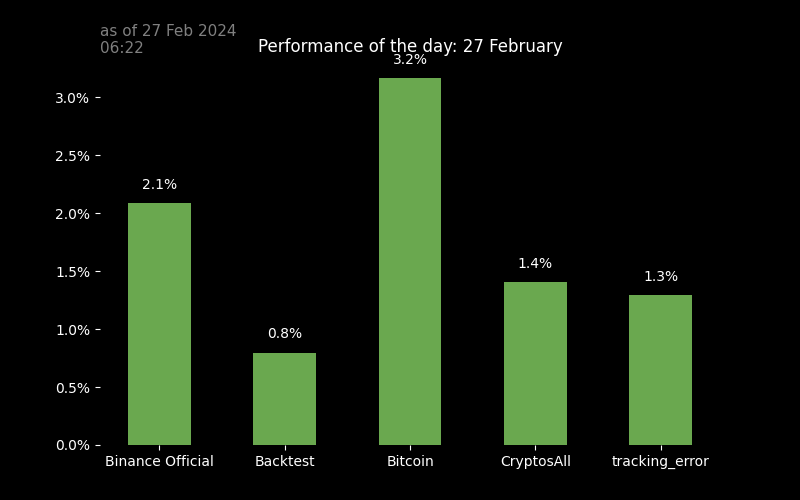 as of 27 Feb 2024
06:22
Performance of the day: 27 February
3.2%
3.0%
2.5%
2.1%
2.0%
1.5%
1.4%
1.3%
1.0%
0.8%
0.5%
0.0%
Binance Official
Backtest
Bitcoin
CryptosAll
tracking_error